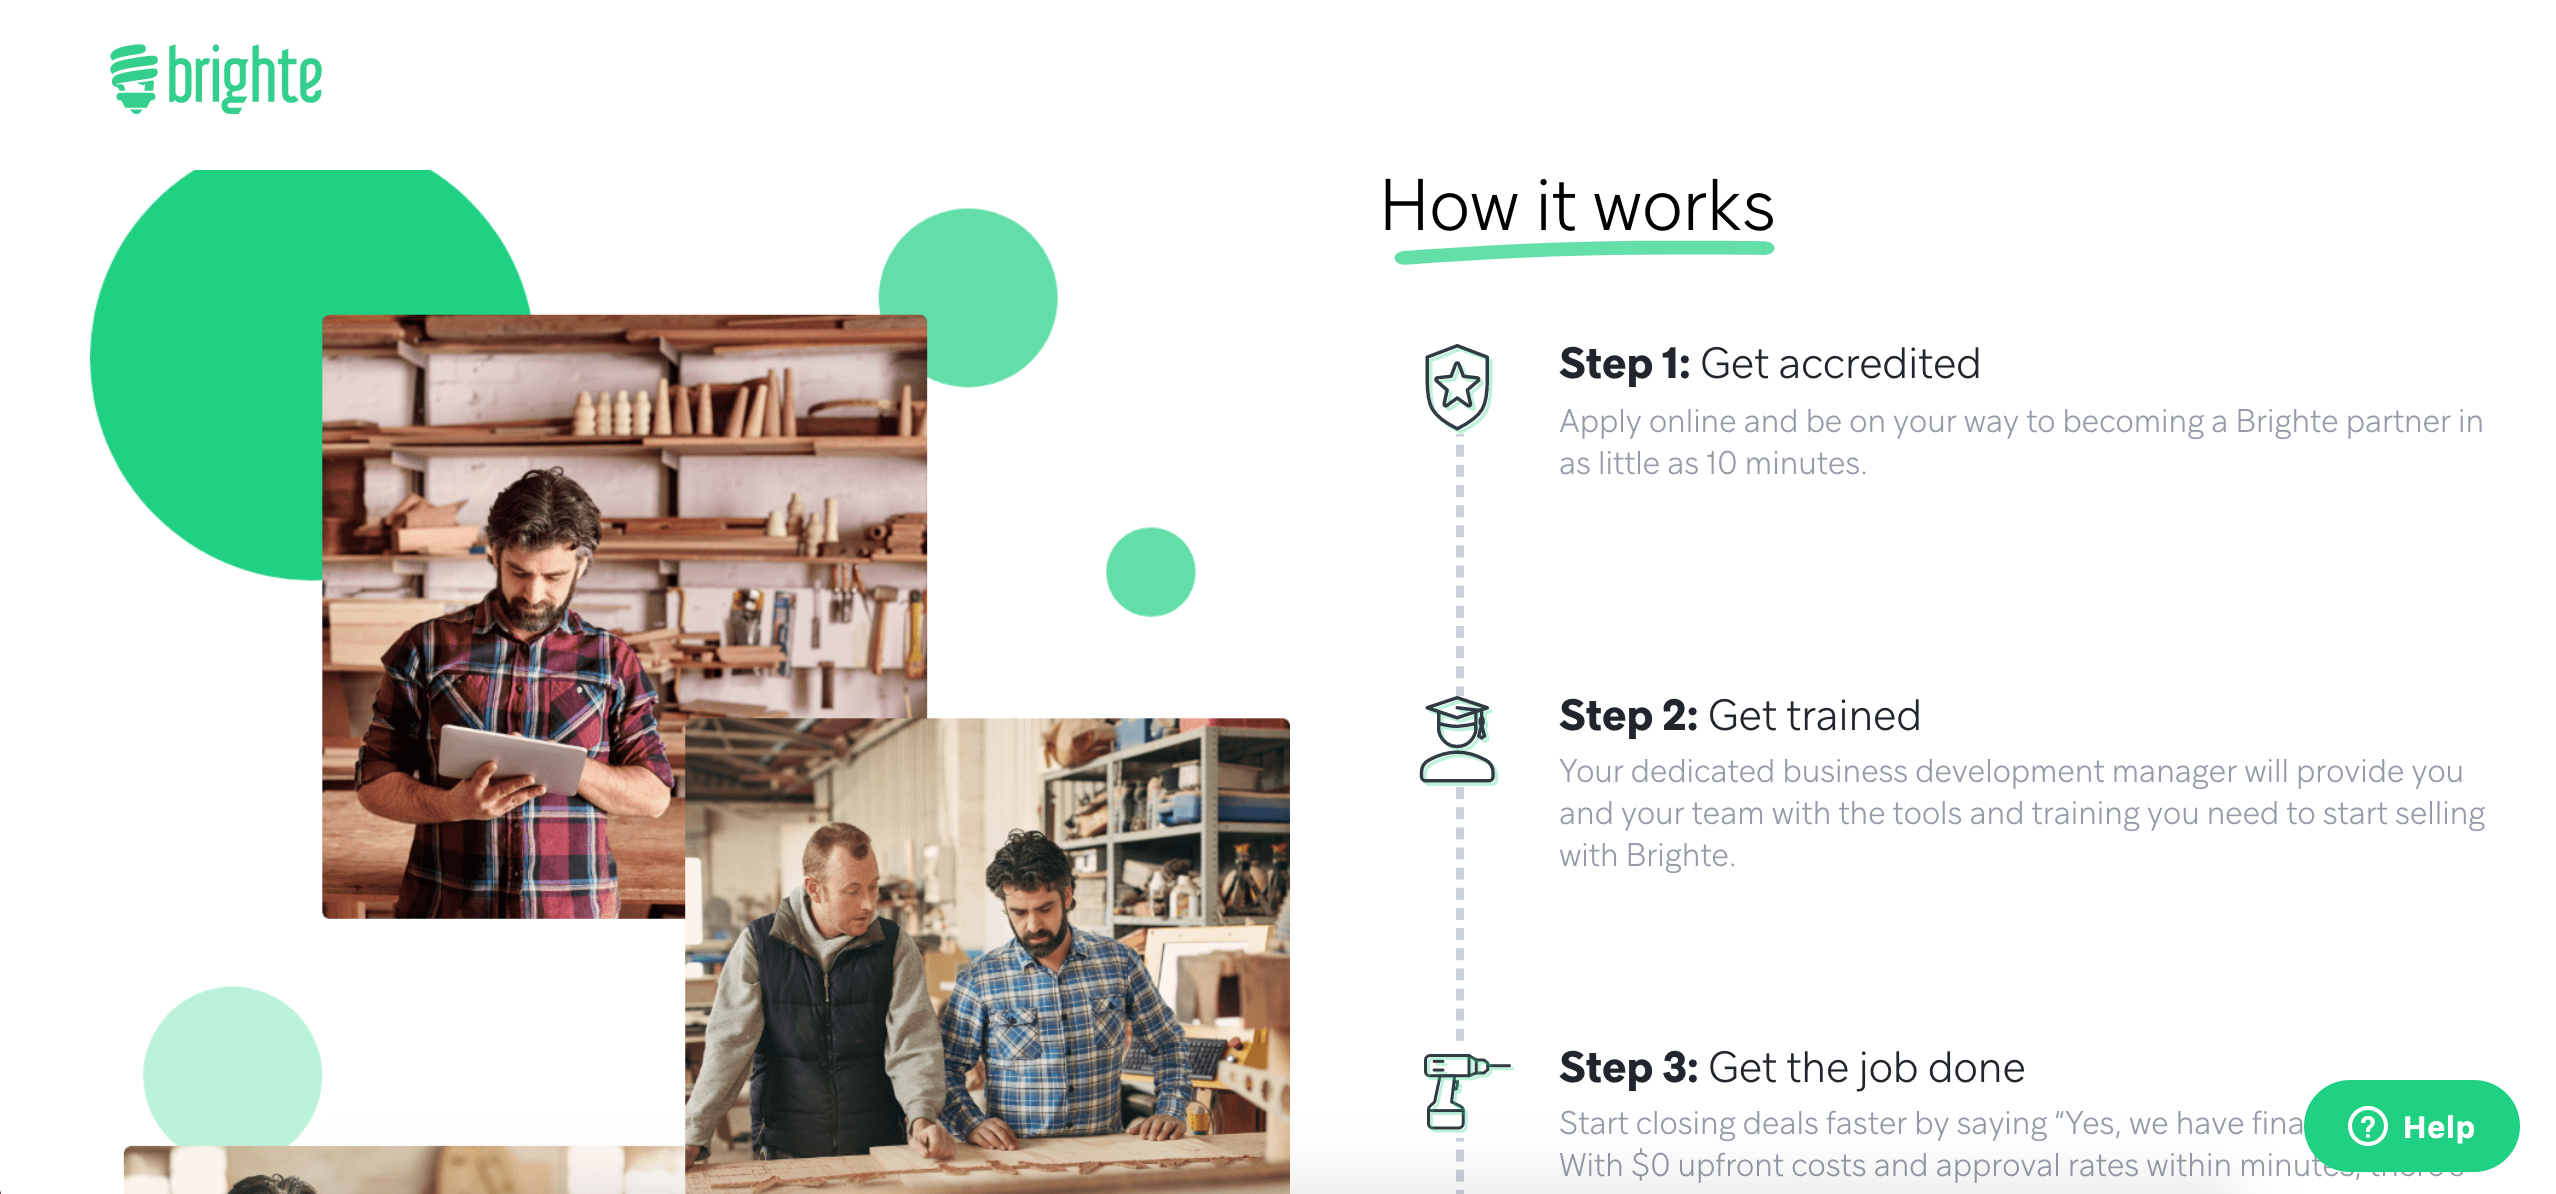 brighte
How it works
Step 1: Get accredited
Apply online and be on your way to becoming a Brighte partner in
as little as 10 minutes.
Step 2: Get trained
Your dedicated business development manager will provide you
and your team with the tools and training you need to start selling
with Brighte.
Step 3: Get the job done
Start closing deals faster by saying “Yes, we have
With $0 upfront costs and approval rates within
Help